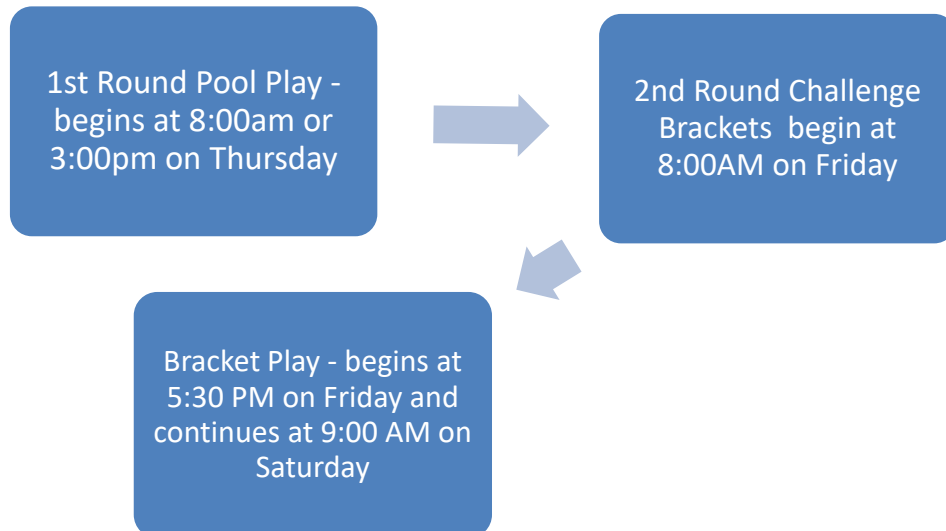 1st Round Pool Play -
begins at 8:00am or
3:00pm on Thursday
2nd Round Challenge
Brackets  begin at
8:00AM on Friday
Bracket Play - begins at
5:30 PM on Friday and
continues at 9:00 AM on
Saturday